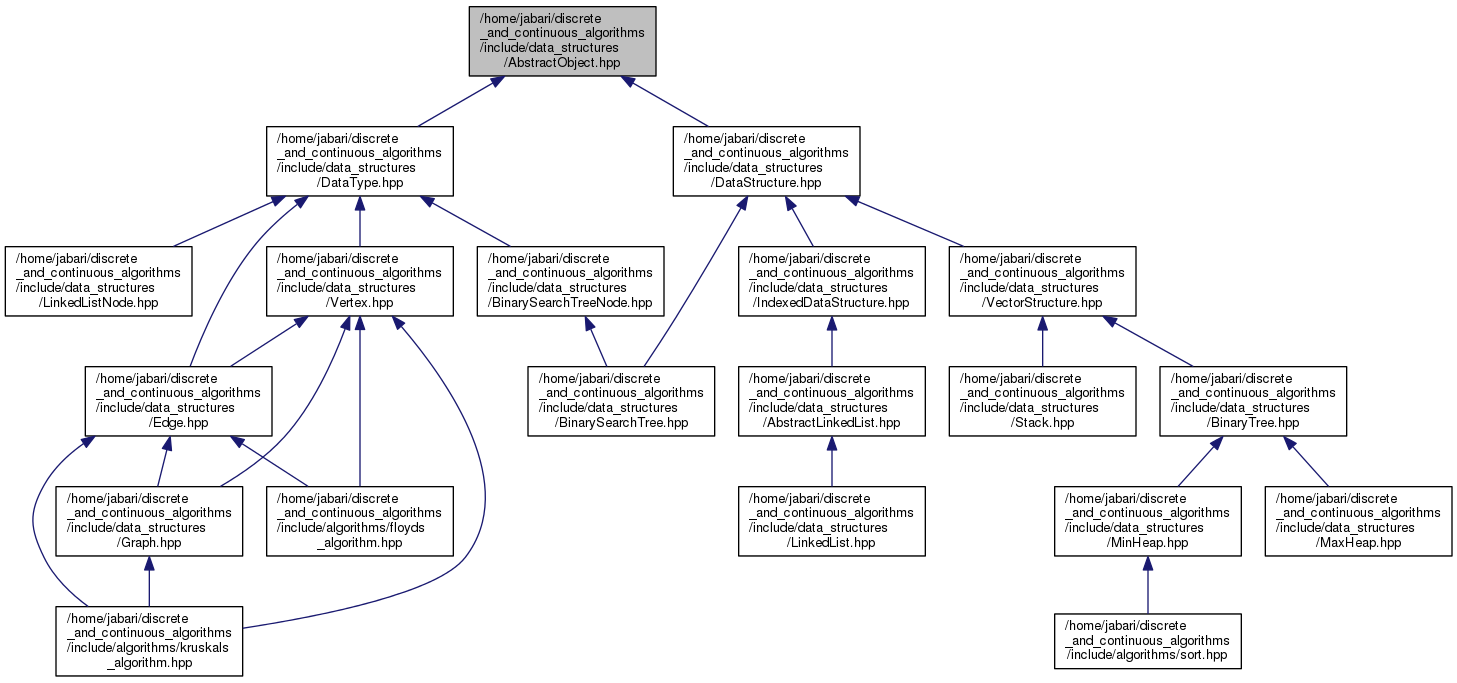 /home/jabari/discrete
_and_continuous_algorithms
/include/data_structures
/AbstractObject.hpp
/home/jabari/discrete
_and_continuous_algorithms
/include/data_structures
/DataType.hpp
/home/jabari/discrete
_and_continuous_algorithms
/include/data_structures
/DataStructure.hpp
/home/jabari/discrete
_and_continuous_algorithms
/include/data_structures
/LinkedListNode.hpp
/home/jabari/discrete
_and_continuous_algorithms
/include/data_structures
/Vertex.hpp
/home/jabari/discrete
_and_continuous_algorithms
/include/data_structures
/BinarySearchTreeNode.hpp
/home/jabari/discrete
_and_continuous_algorithms
/include/data_structures
/IndexedDataStructure.hpp
/home/jabari/discrete
_and_continuous_algorithms
/include/data_structures
/VectorStructure.hpp
/home/jabari/discrete
_and_continuous_algorithms
/include/data_structures
/Edge.hpp
/home/jabari/discrete
_and_continuous_algorithms
/include/data_structures
/BinarySearchTree.hpp
/home/jabari/discrete
_and_continuous_algorithms
/include/data_structures
/AbstractLinkedList.hpp
/home/jabari/discrete
_and_continuous_algorithms
/include/data_structures
/Stack.hpp
/home/jabari/discrete
_and_continuous_algorithms
/include/data_structures
/BinaryTree.hpp
/home/jabari/discrete
_and_continuous_algorithms
/include/data_structures
/Graph.hpp
/home/jabari/discrete
_and_continuous_algorithms
/include/algorithms/floyds
_algorithm.hpp
/home/jabari/discrete
_and_continuous_algorithms
/include/data_structures
/LinkedList.hpp
/home/jabari/discrete
_and_continuous_algorithms
/include/data_structures
/MinHeap.hpp
/home/jabari/discrete
_and_continuous_algorithms
/include/data_structures
/MaxHeap.hpp
/home/jabari/discrete
_and_continuous_algorithms
/include/algorithms/kruskals
_algorithm.hpp
/home/jabari/discrete
_and_continuous_algorithms
/include/algorithms/sort.hpp